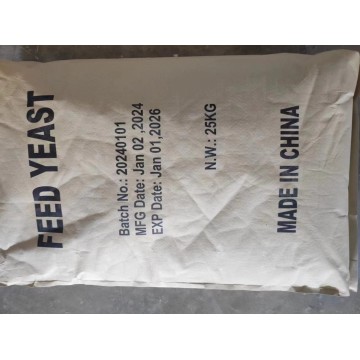 FEED YEAST
Batch No.: 20240101
MFG Date: Jan 02 ,2024
EXP Date: Jan 01,2026
N.W.: 25KG
MADE IN CHINA